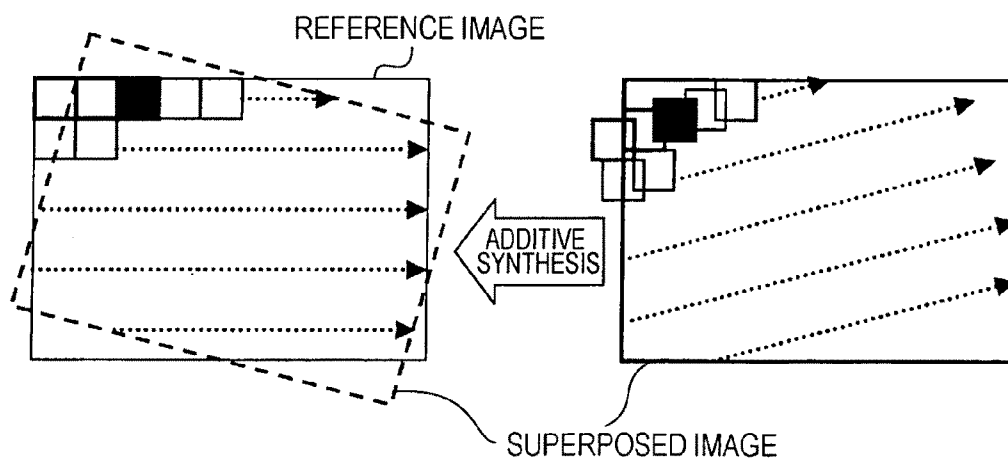 REFERENCE IMAGE
ADDITIVE
SYNTHESIS
SUPERPOSED IMAGE